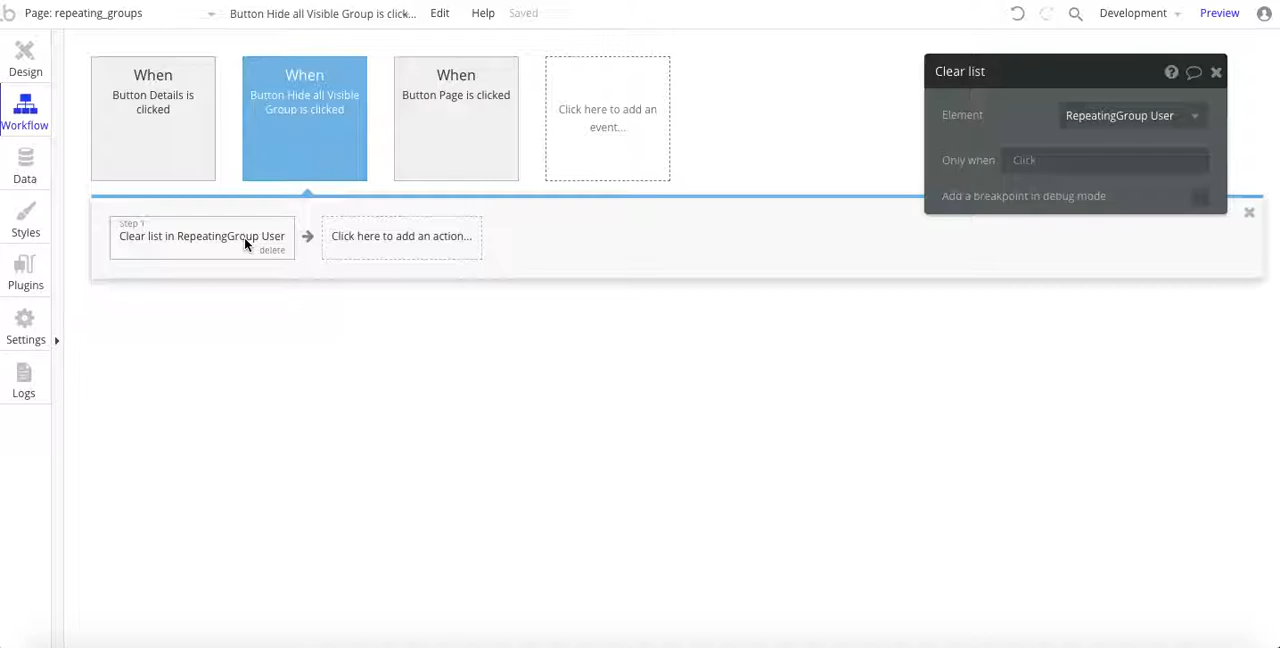 Page: repeating_groups
Button Hide all Visible Group is click...
Edit
Help
Saved
Development
Preview
Design
Workflow
Data
Styles
Plugins
Settings
Logs
When
Button Details is
clicked
When
Button Hide all Visible
Group is clicked
When
Button Page is clicked
Click here to add an
event...
Clear list
Element
RepeatingGroup User
Only when
Click
Add a breakpoint in debug mode
Step 1
Clear list in RepeatingGroup User
delete
Click here to add an action...